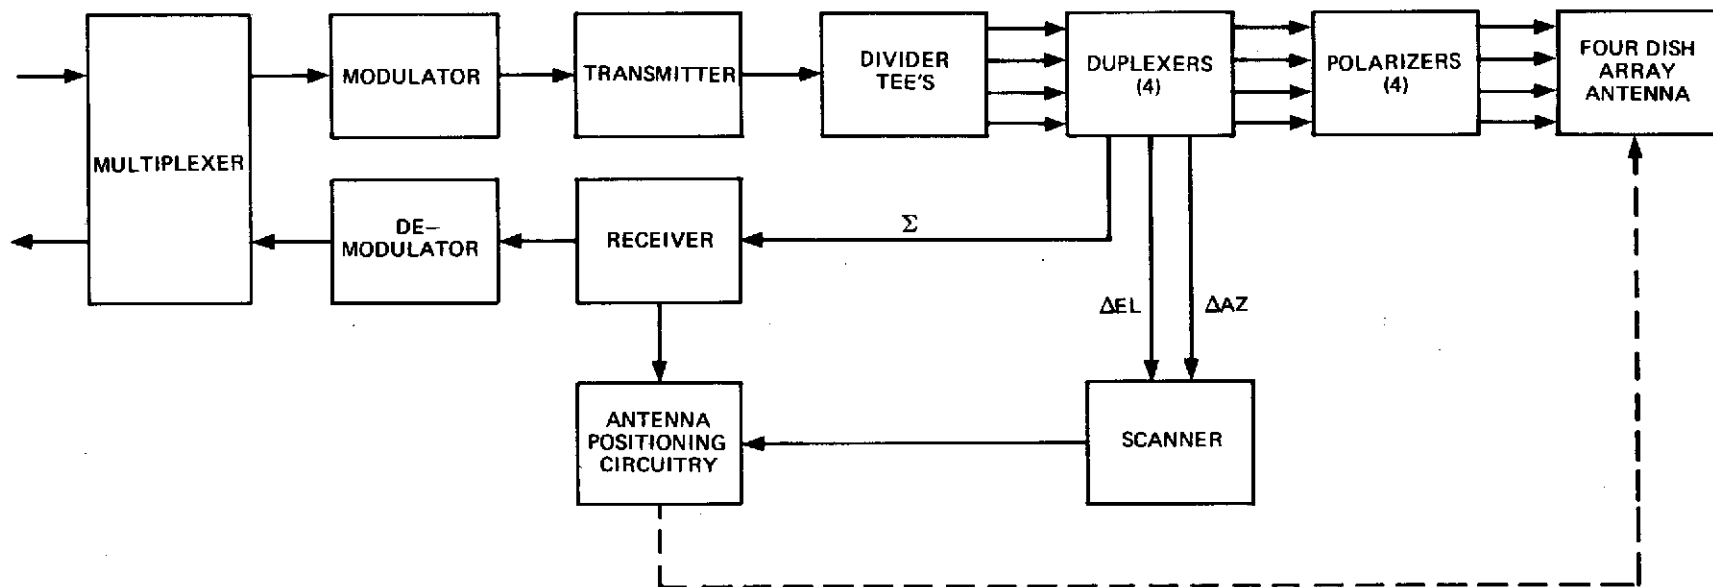 MULTIPLEXER
MODULATOR
TRANSMITTER
DIVIDER
TEE'S
DUPLEXERS
(4)
POLARIZERS
(4)
FOUR DISH
ARRAY
ANTENNA
DE–
MODULATOR
RECEIVER
Σ
ΔEL
ΔAZ
ANTENNA
POSITIONING
CIRCUITRY
SCANNER